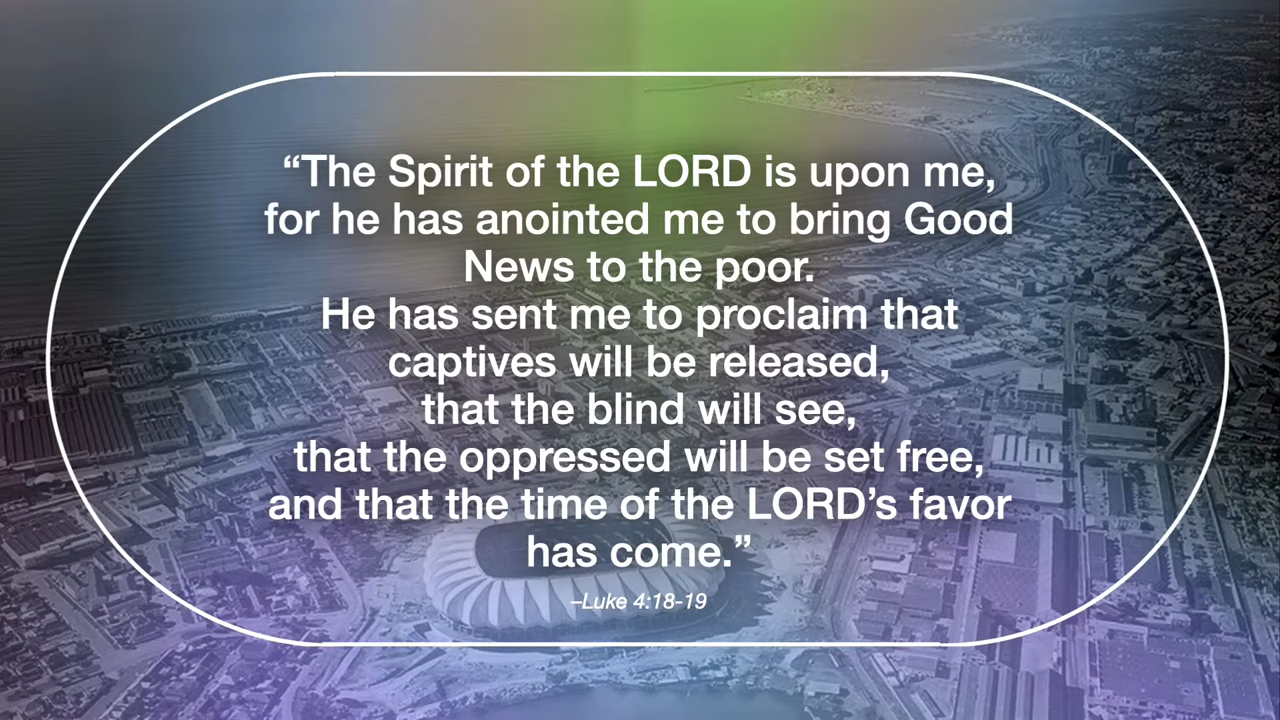 “The Spirit of the LORD is upon me,
for he has anointed me to bring Good
News to the poor.
He has sent me to proclaim that
captives will be released,
that the blind will see,
that the oppressed will be set free,
and that the time of the LORD’s favor
has come.”
–Luke 4:18-19